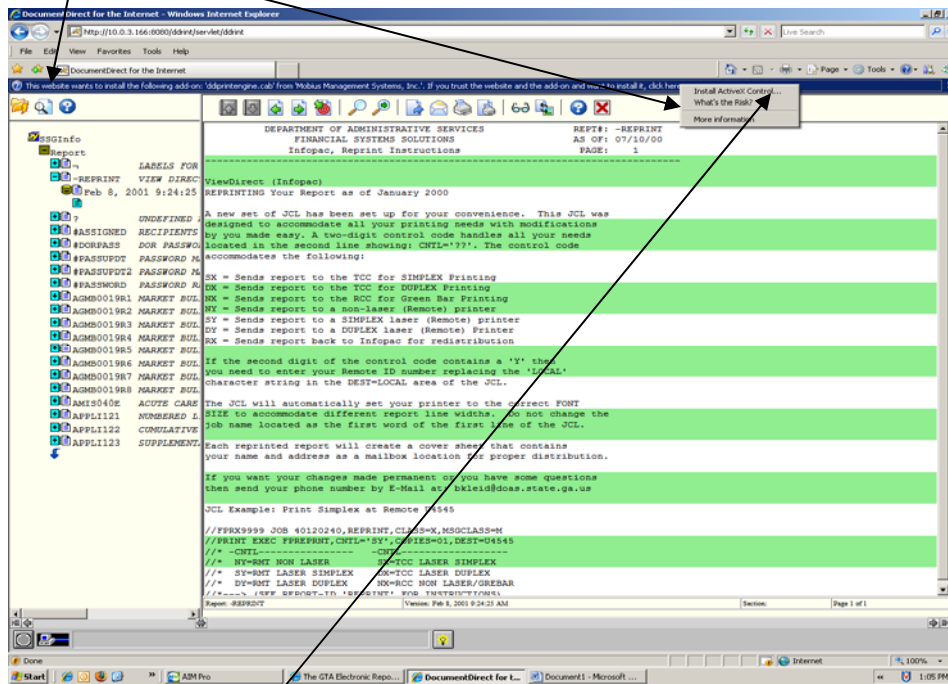 DocumentDirect for the Internet - Windows Internet Explorer
http://10.0.3.166:8080/ddrint/servlet/ddrint
Live Search
File Edit View Favorites Tools Help
DocumentDirect for the Internet
Page Tools
This website wants to install the following add-on: 'ddprintengine.cab' from 'Mobius Management Systems, Inc.'. If you trust the website and the add-on and want to install it, click here
Install ActiveX Control...
What's the Risk?
More information
SSGInfo
Report
LABELS FOR
-REPRINT VIEW DIREC
Feb 8, 2001 9:24:25
? UNDEFINED
#ASSIGNED RECIPIENTS
#DORPASS DOR PASSWO
#PASSUPDT PASSWORD M
#PASSUPDT2 PASSWORD M
#PASSWORD PASSWORD R
AGMB0019R1 MARKET BUL
AGMB0019R2 MARKET BUL
AGMB0019R3 MARKET BUL
AGMB0019R4 MARKET BUL
AGMB0019R5 MARKET BUL
AGMB0019R6 MARKET BUL
AGMB0019R7 MARKET BUL
AGMB0019R8 MARKET BUL
AMIS040E ACUTE CARE
APPLI121 NUMBERED L
APPLI122 CUMULATIVE
APPLI123 SUPPLEMENT
DEPARTMENT OF ADMINISTRATIVE SERVICES REPT#: -REPRINT
FINANCIAL SYSTEMS SOLUTIONS AS OF: 07/10/00
Infopac, Reprint Instructions PAGE: 1
ViewDirect (Infopac)
REPRINTING Your Report as of January 2000
A new set of JCL has been set up for your convenience. This JCL was
designed to accommodate all your printing needs with modifications
by you made easy. A two-digit control code handles all your needs
located in the second line showing: CNTL='??'. The control code
accommodates the following:
SX = Sends report to the TCC for SIMPLEX Printing
DX = Sends report to the TCC for DUPLEX Printing
NX = Sends report to the RCC for Green Bar Printing
NY = Sends report to a non-laser (Remote) printer
SY = Sends report to a SIMPLEX laser (Remote) printer
DY = Sends report to a DUPLEX laser (Remote) Printer
RX = Sends report back to Infopac for redistribution
If the second digit of the control code contains a 'Y' then
you need to enter your Remote ID number replacing the 'LOCAL'
character string in the DEST=LOCAL area of the JCL.
The JCL will automatically set your printer to the correct FONT
SIZE to accommodate different report line widths. Do not change the
job name located as the first word of the first line of the JCL.
Each reprinted report will create a cover sheet that contains
your name and address as a mailbox location for proper distribution.
If you want your changes made permanent or you have some questions
then send your phone number by E-Mail at: bkleid@doas.state.ga.us
JCL Example: Print Simplex at Remote U4545
//FPRX9999 JOB 40120240,REPRINT,CLASS=X,MSGCLASS=M
//PRINT EXEC FPREPRNT,CNTL='SY',COPIES=01,DEST=U4545
//* -CNTL---------------- -CNTL-------------------
//* NY=RMT NON LASER SX=TCC LASER SIMPLEX
//* SY=RMT LASER SIMPLEX DX=TCC LASER DUPLEX
//* DY=RMT LASER DUPLEX NX=RCC NON LASER/GREBAR
//*---> (SEE REPORT-ID 'REPRINT' FOR INSTRUCTIONS)
Report: -REPRINT Version: Feb 8, 2001 9:24:25 AM Section: Page 1 of 1
Done Internet 100%
Start AIM Pro The GTA Electronic Repo... DocumentDirect for t... Document1 - Microsoft ... 1:05 PM